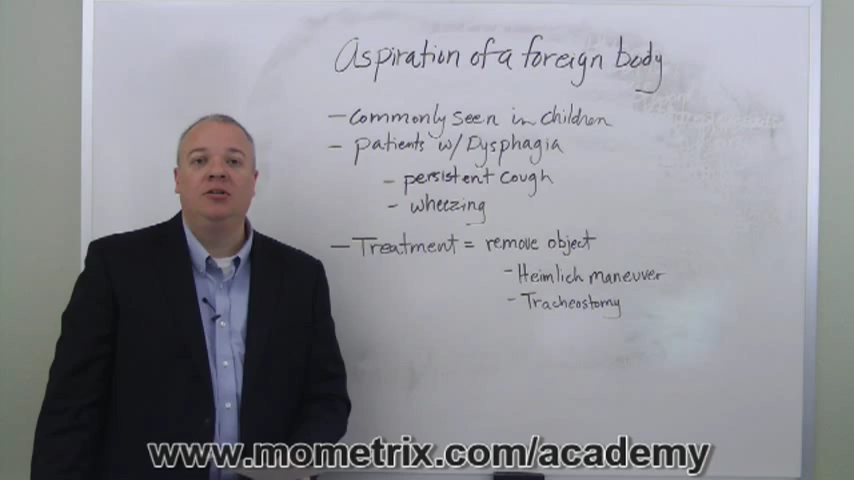 Aspiration of a foreign body
- Commonly seen in children
- patients w/ Dysphagia
- persistent cough
- wheezing
- Treatment = remove object
- Heimlich maneuver
- Tracheostomy
www.mometrix.com/academy